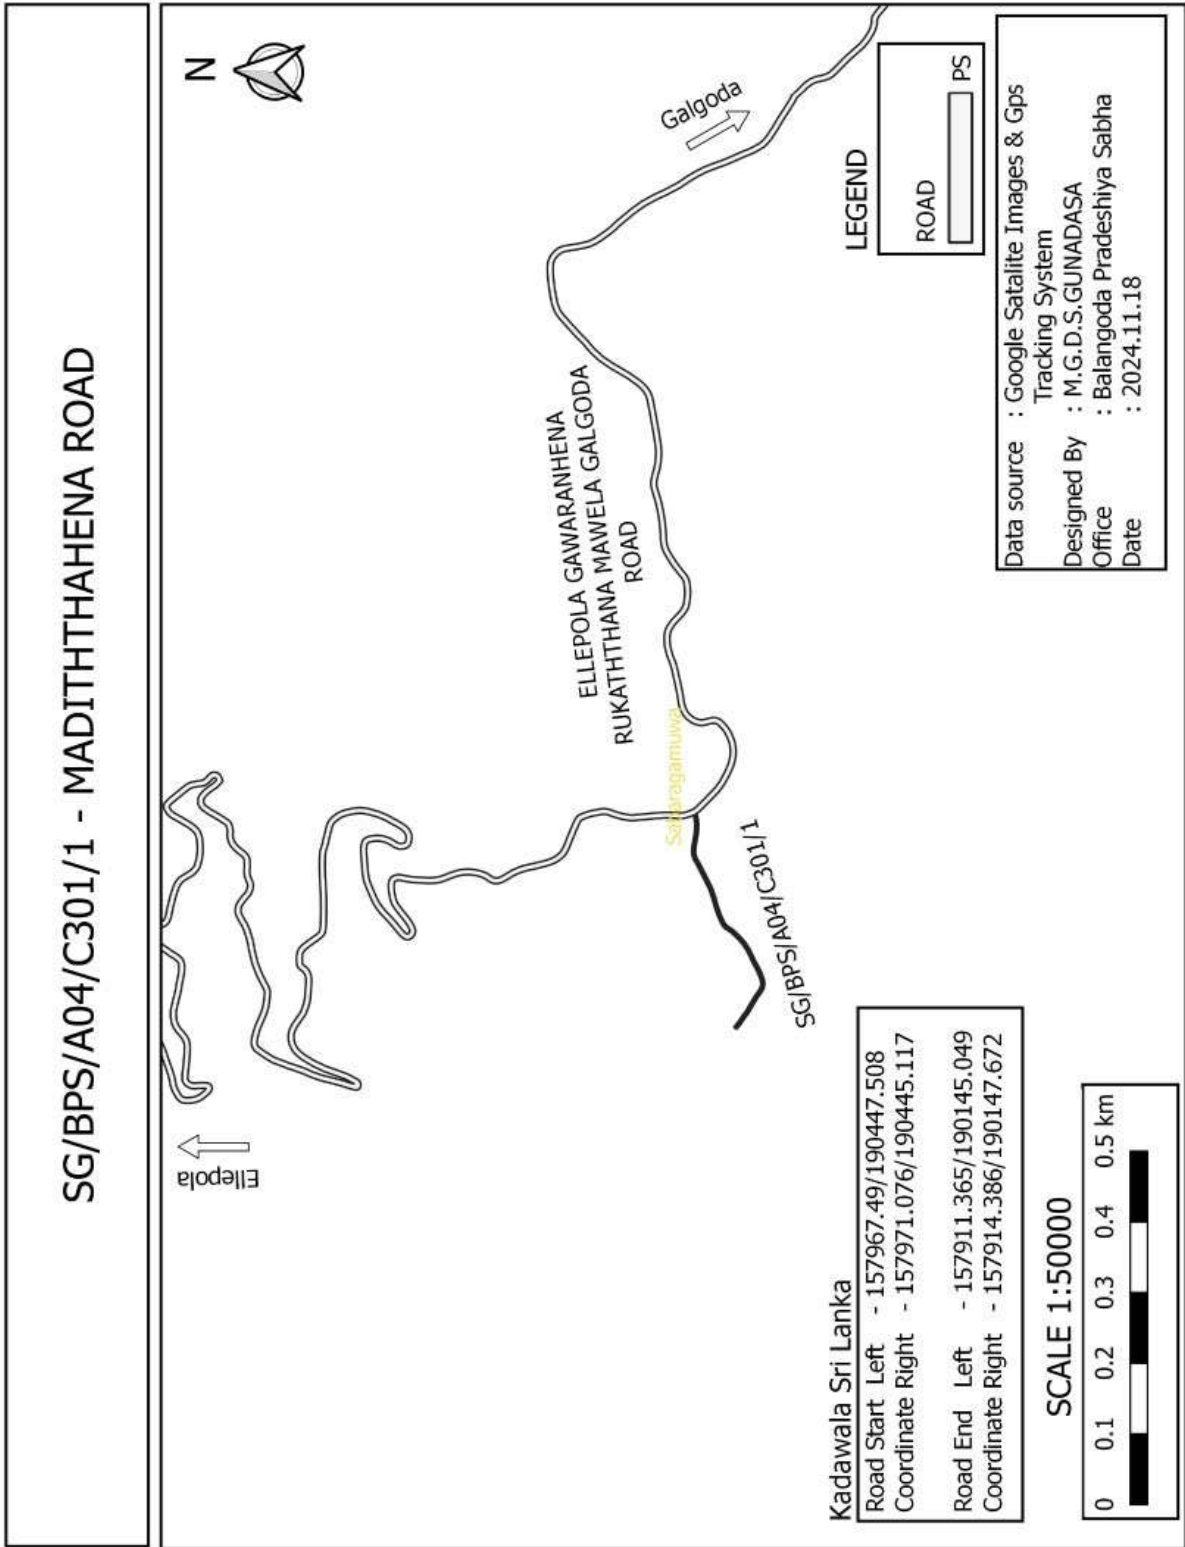 SG/BPS/A04/C301/1 - MADITHTHAHENA ROAD
N
Ellepola
Galgoda
ELLEPOLA GAWARANHENA
RUKATHTHANA MAWELA GALGODA
ROAD
Sabaragamuwa
SG/BPS/A04/C301/1
Kadawala Sri Lanka
Road Start Left - 157967.49/190447.508
Coordinate Right - 157971.076/190445.117
Road End Left - 157911.365/190145.049
Coordinate Right - 157914.386/190147.672
SCALE 1:50000
0 0.1 0.2 0.3 0.4 0.5 km
LEGEND
ROAD
PS
Data source : Google Satalite Images & Gps
Tracking System
Designed By : M.G.D.S.GUNADASA
Office : Balangoda Pradeshiya Sabha
Date : 2024.11.18